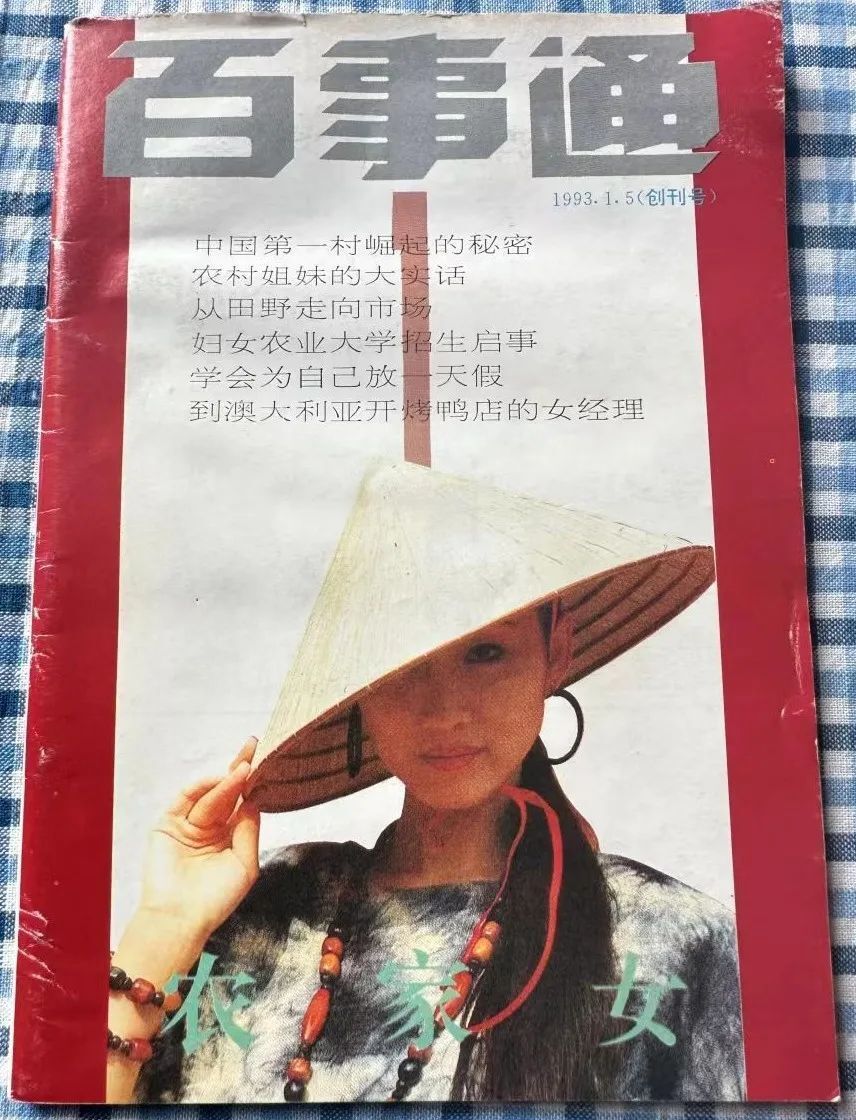 百事通
1993.1.5(创刊号)
中国第一村崛起的秘密
农村姐妹的大实话
从田野走向市场
妇女农业大学招生启事
学会为自己放一天假
到澳大利亚开烤鸭店的女经理
农家女